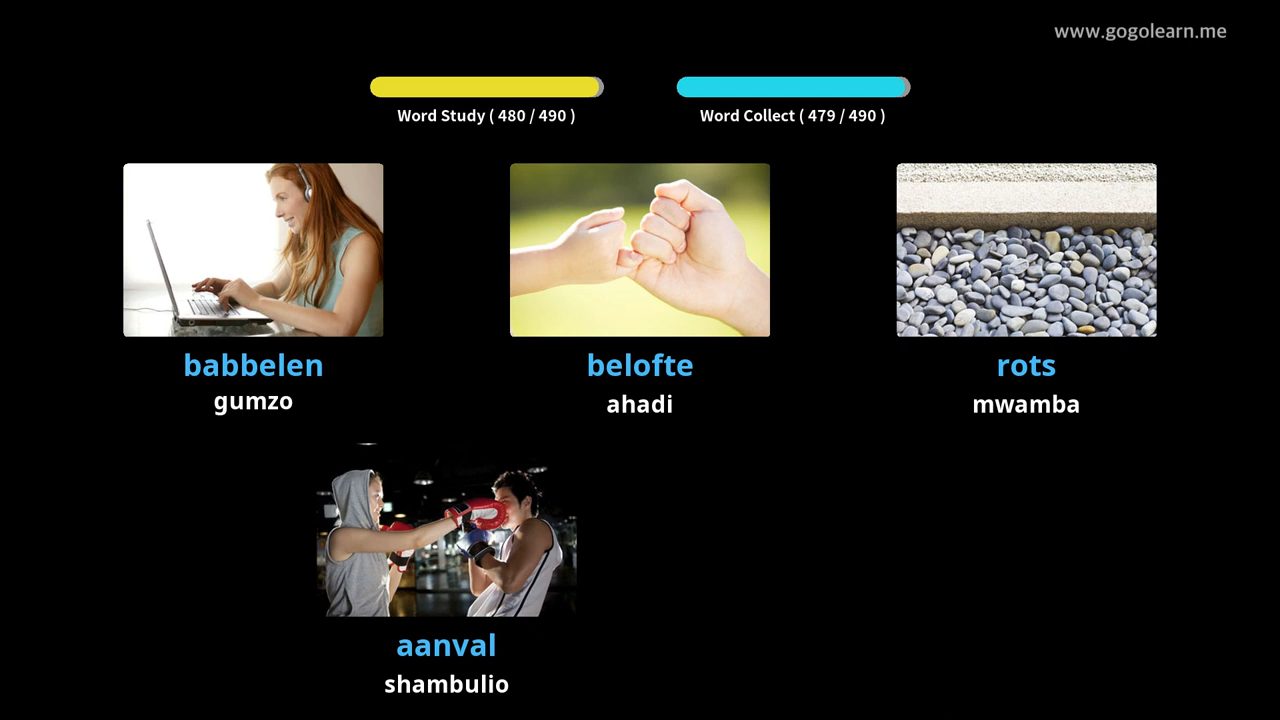 www.gogolearn.me
Word Study ( 480 / 490 )
Word Collect ( 479 / 490 )
babbelen
gumzo
belofte
ahadi
rots
mwamba
aanval
shambulio